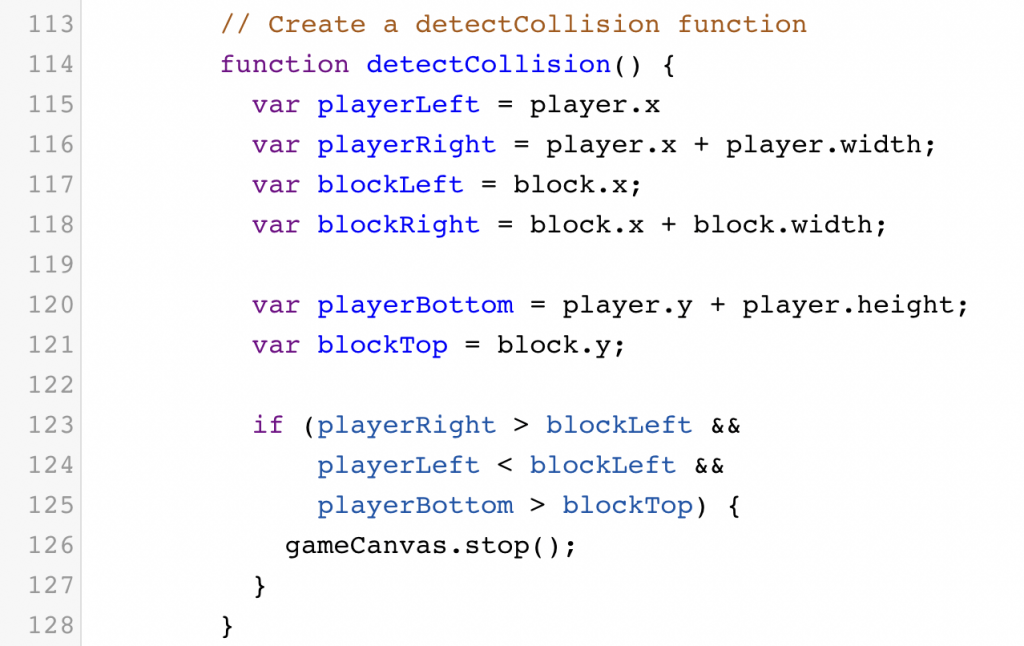 113 // Create a detectCollision function
114 function detectCollision() {
115 var playerLeft = player.x
116 var playerRight = player.x + player.width;
117 var blockLeft = block.x;
118 var blockRight = block.x + block.width;
119
120 var playerBottom = player.y + player.height;
121 var blockTop = block.y;
122
123 if (playerRight > blockLeft &&
124 playerLeft < blockLeft &&
125 playerBottom > blockTop) {
126 gameCanvas.stop();
127 }
128 }